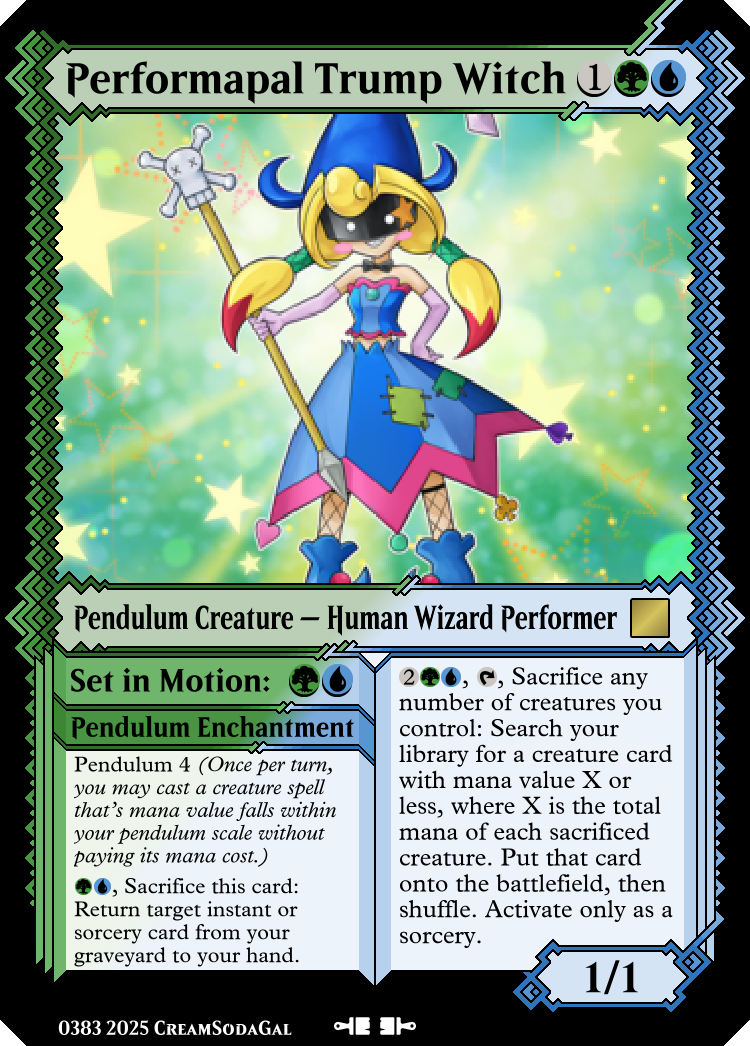 Performapal Trump Witch 1
Pendulum Creature — Human Wizard Performer
Set in Motion:
Pendulum Enchantment
Pendulum 4 (Once per turn,
you may cast a creature spell
that's mana value falls within
your pendulum scale without
paying its mana cost.)
, Sacrifice this card:
Return target instant or
sorcery card from your
graveyard to your hand.
2, , Sacrifice any
number of creatures you
control: Search your
library for a creature card
with mana value X or
less, where X is the total
mana of each sacrificed
creature. Put that card
onto the battlefield, then
shuffle. Activate only as a
sorcery.
1/1
0383 2025 CreamSodaGal